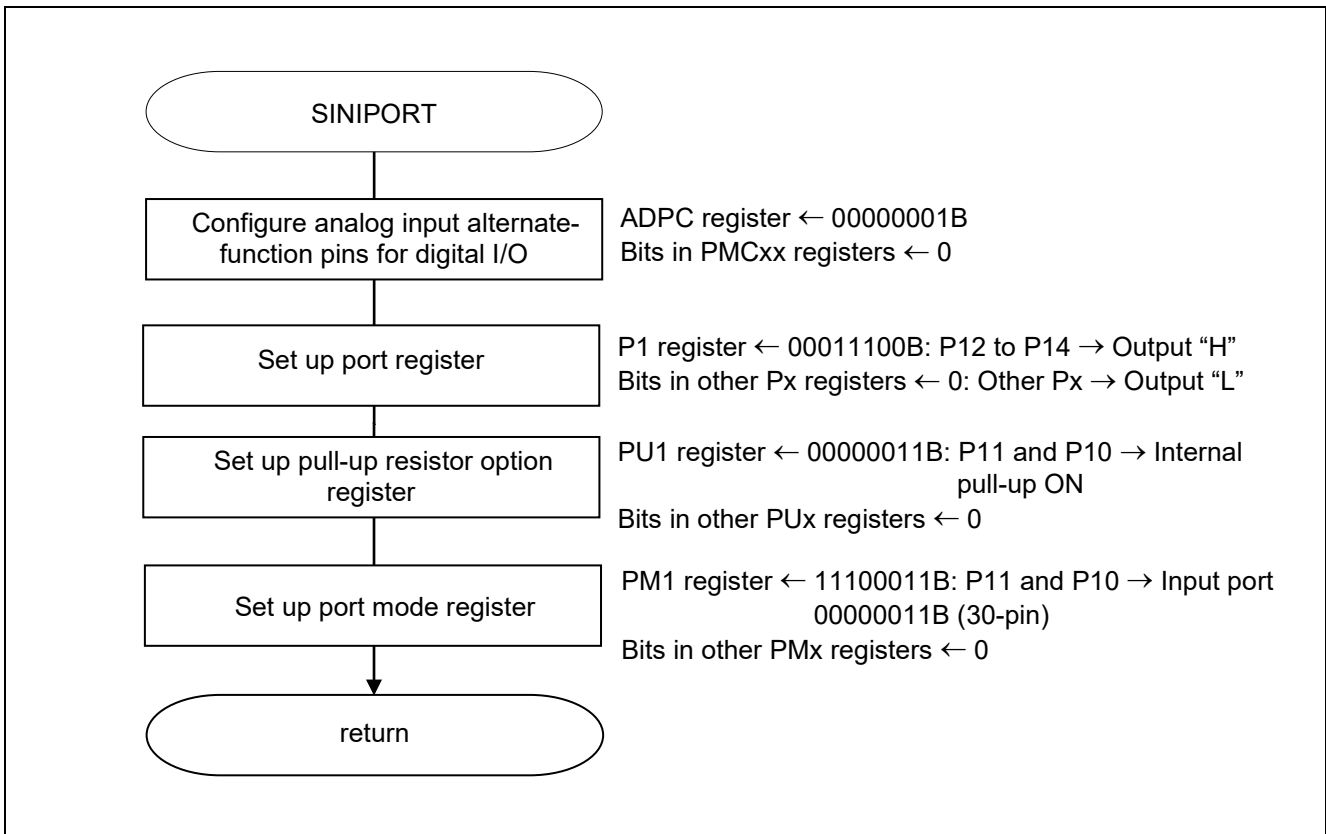 SINIPORT
Configure analog input alternate-
function pins for digital I/O
ADPC register ← 00000001B
Bits in PMCxx registers ← 0
Set up port register
P1 register ← 00011100B: P12 to P14 → Output “H”
Bits in other Px registers ← 0: Other Px → Output “L”
Set up pull-up resistor option
register
PU1 register ← 00000011B: P11 and P10 → Internal
pull-up ON
Bits in other PUx registers ← 0
Set up port mode register
PM1 register ← 11100011B: P11 and P10 → Input port
00000011B (30-pin)
Bits in other PMx registers ← 0
return